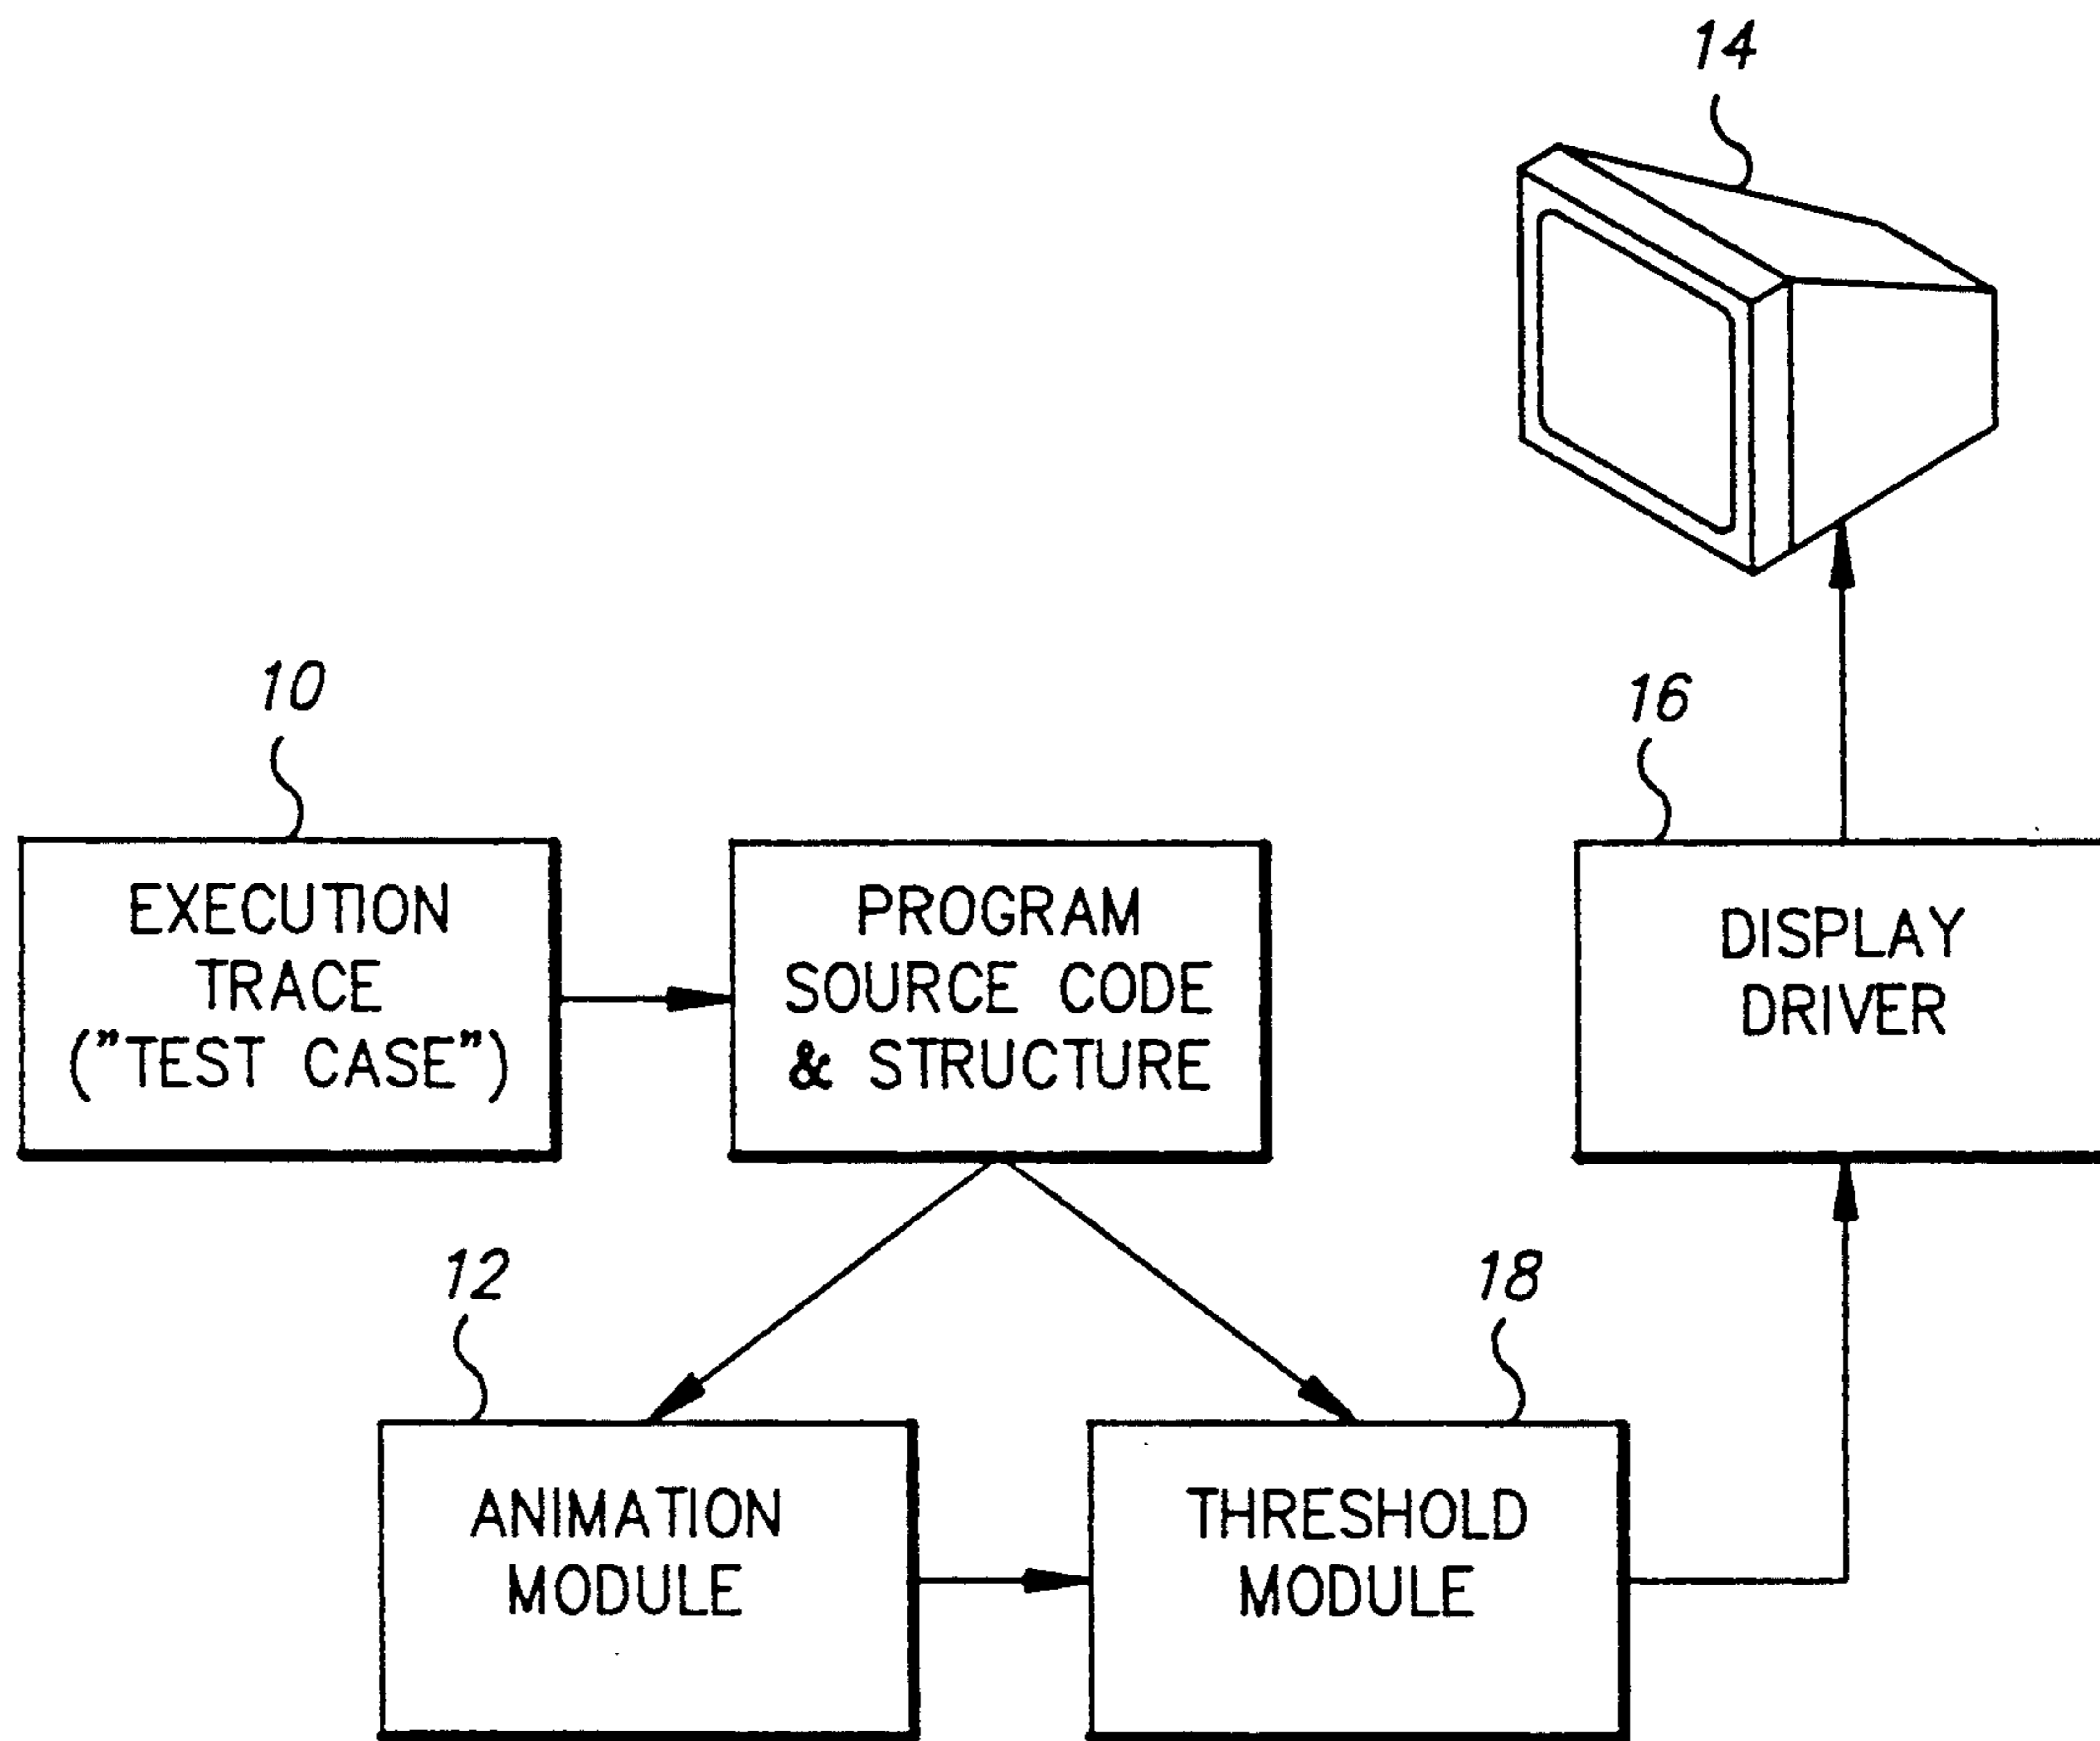 14
10
16
EXECUTION
TRACE
("TEST CASE")
PROGRAM
SOURCE CODE
& STRUCTURE
DISPLAY
DRIVER
12
18
ANIMATION
MODULE
THRESHOLD
MODULE